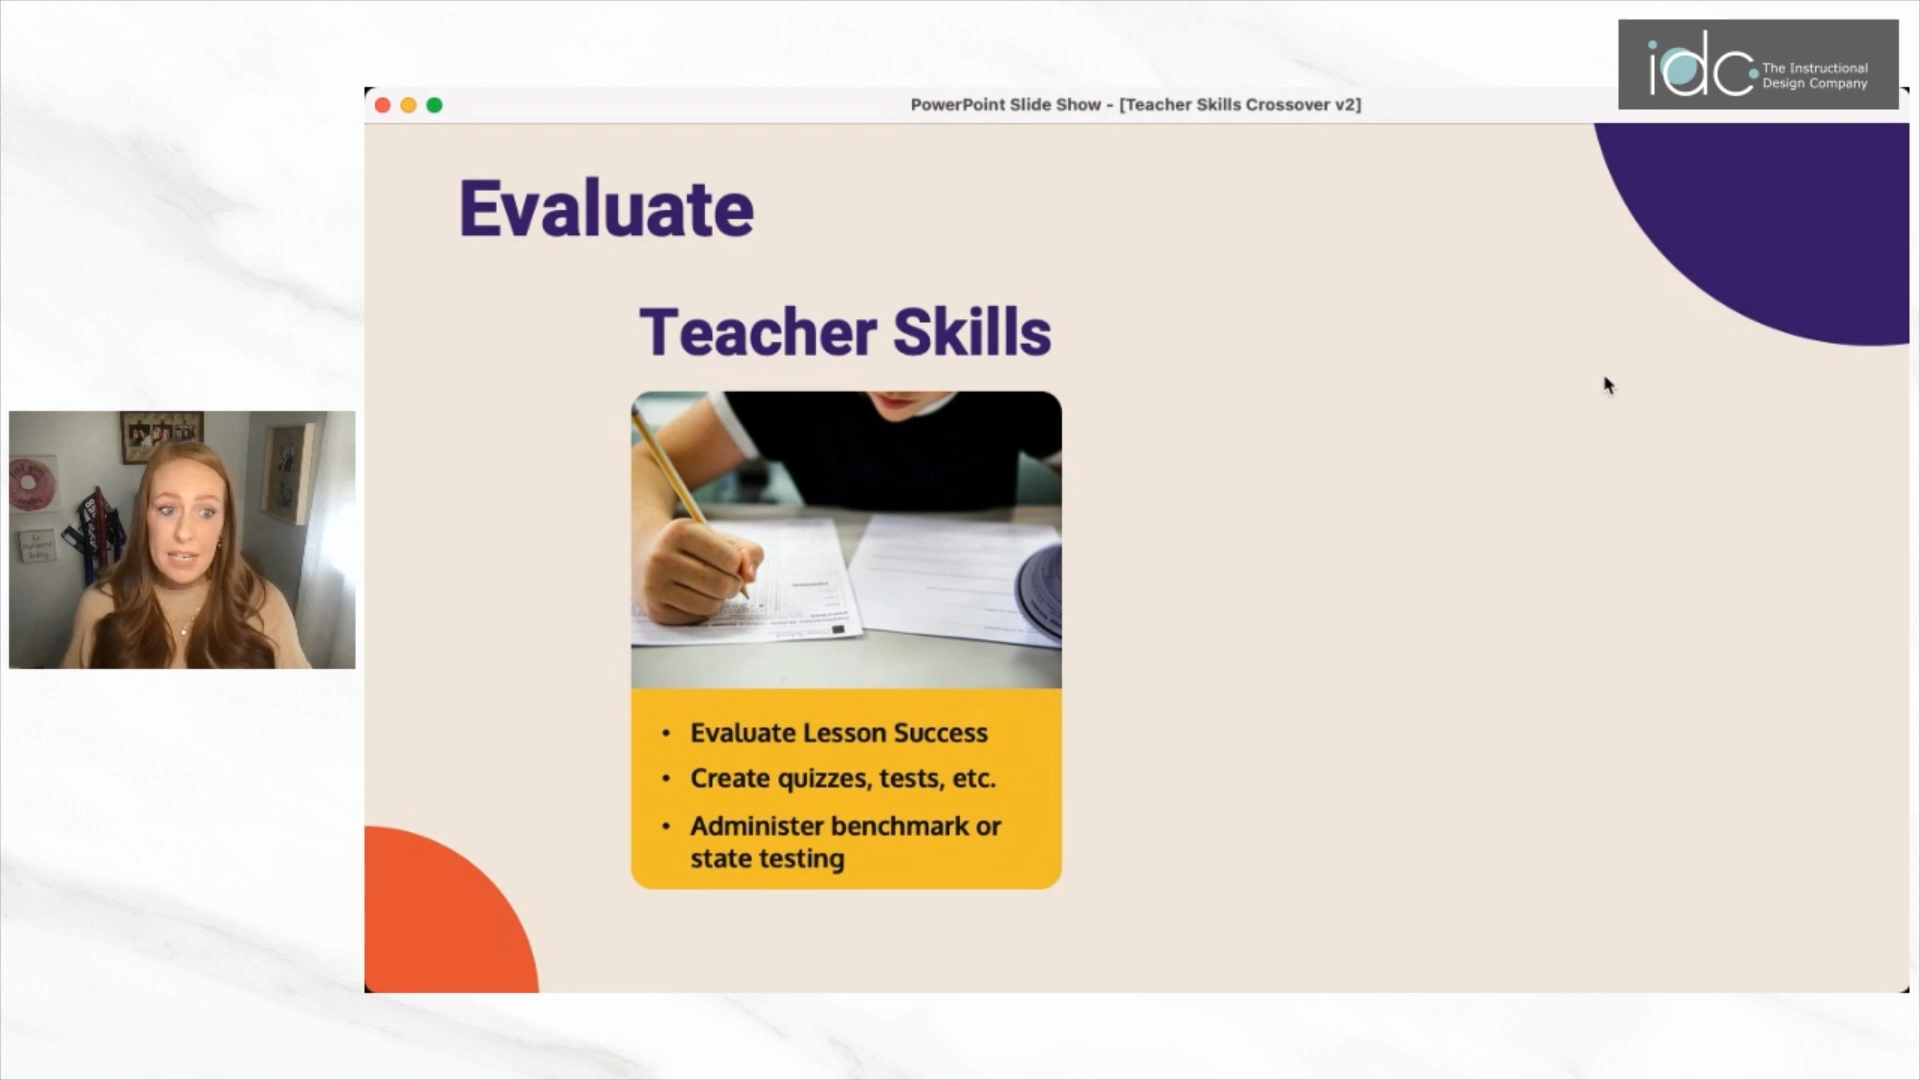 idc The Instructional
Design Company
PowerPoint Slide Show - [Teacher Skills Crossover v2]
Evaluate
Teacher Skills
• Evaluate Lesson Success
• Create quizzes, tests, etc.
• Administer benchmark or
state testing